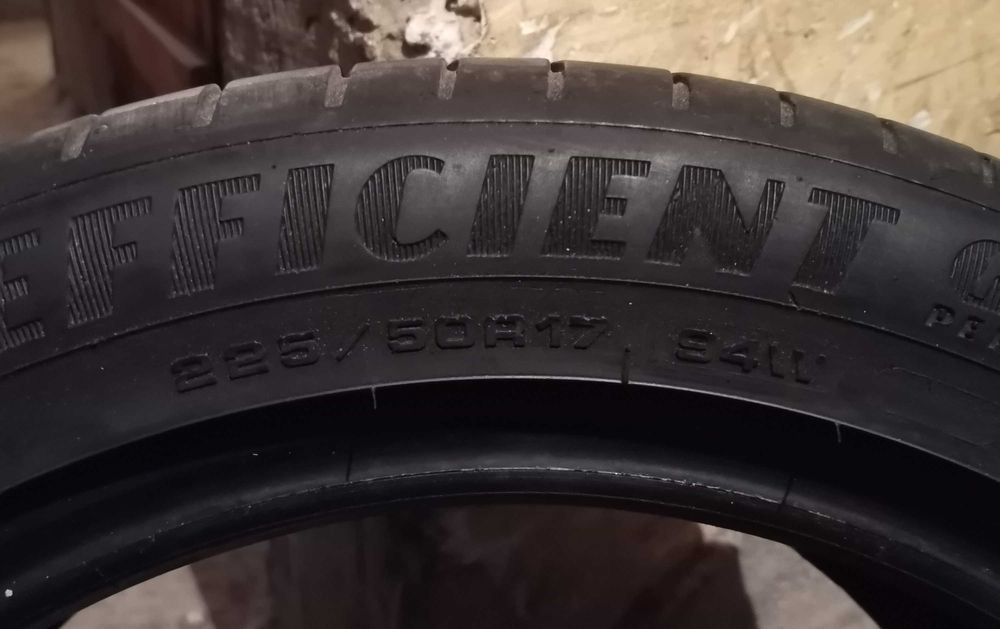 EFFICIENT
225/50R17 94W